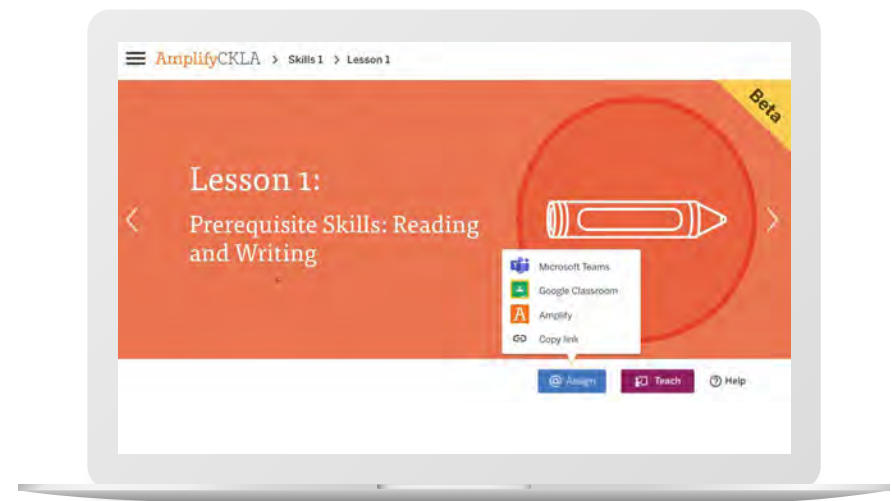 AmplifyCKLA > Skills 1 > Lesson 1
Beta
Lesson 1:
Prerequisite Skills: Reading
and Writing
Microsoft Teams
Google Classroom
A Amplify
Copy link
@ Assign
Teach
? Help